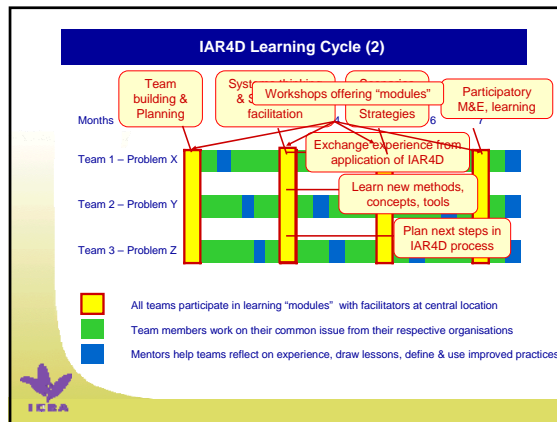 IAR4D Learning Cycle (2)
Team
building &
Planning
Systems thinking
& S
facilitation
Strategies
Participatory
M&E, learning
Workshops offering “modules”
Months
4
6
7
Exchange experience from
application of IAR4D
Learn new methods,
concepts, tools
Plan next steps in
IAR4D process
Team 1 – Problem X
Team 2 – Problem Y
Team 3 – Problem Z
All teams participate in learning “modules” with facilitators at central location
Team members work on their common issue from their respective organisations
Mentors help teams reflect on experience, draw lessons, define & use improved practices
ICRA